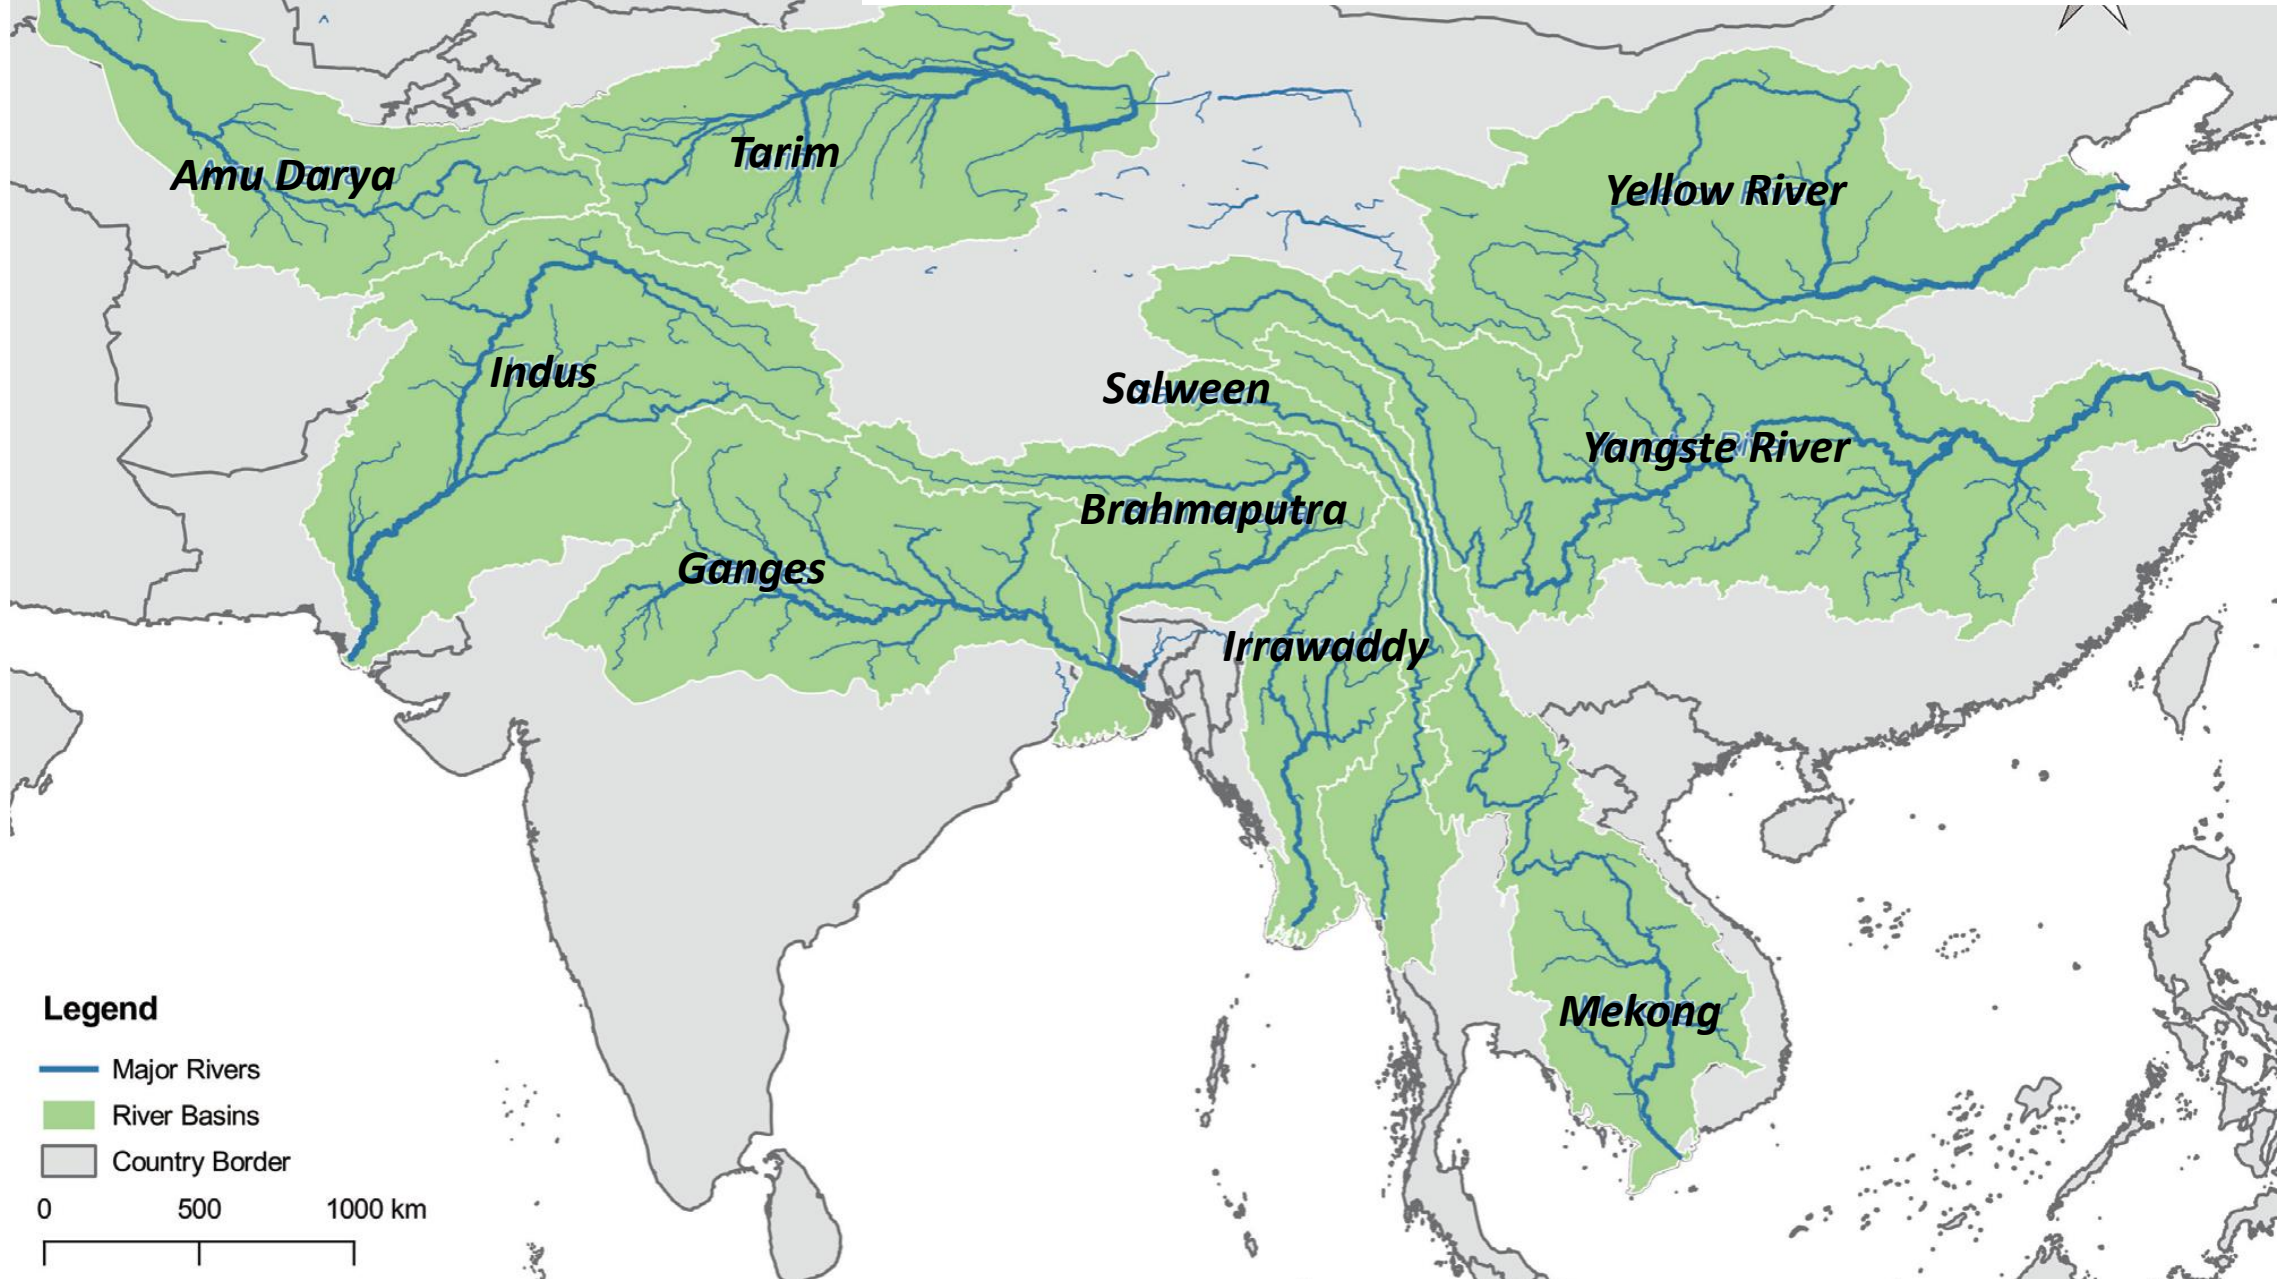 Tarim
Amu Darya
Yellow River
Indus
Salween
Yangste River
Brahmaputra
Ganges
Irrawaddy
Mekong
Legend
Major Rivers
River Basins
Country Border
0 500 1000 km